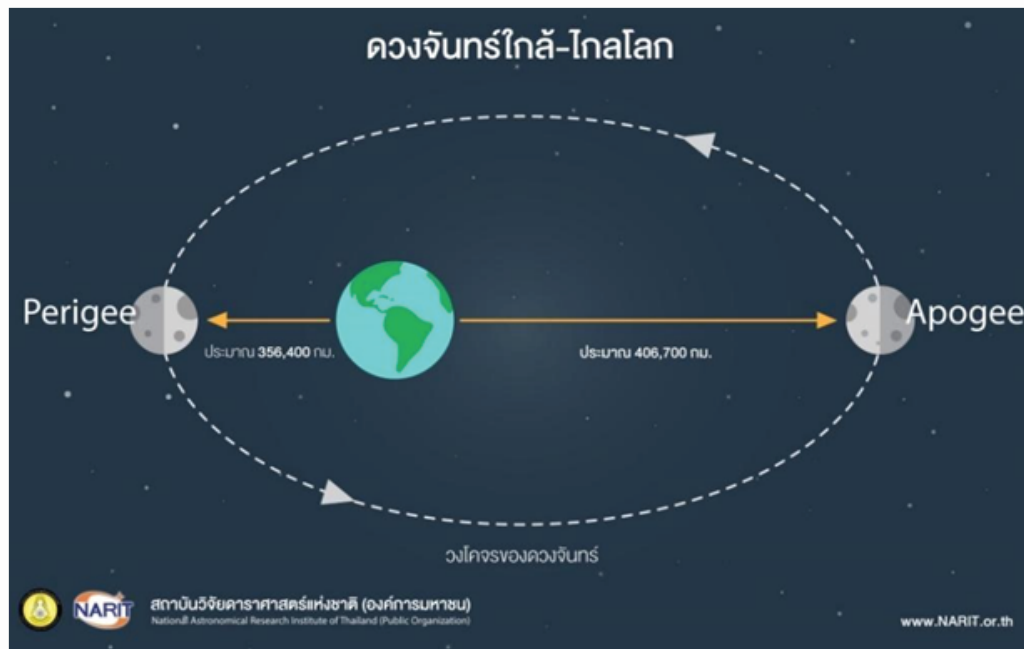 ดวงจันทร์ใกล้-ไกลโลก
Perigee
Apogee
ประมาณ 356,400 กม.
ประมาณ 406,700 กม.
วงโคจรของดวงจันทร์
NARIT
สถาบันวิจัยดาราศาสตร์แห่งชาติ (องค์การมหาชน)
National Astronomical Research Institute of Thailand (Public Organization)
www.NARIT.or.th